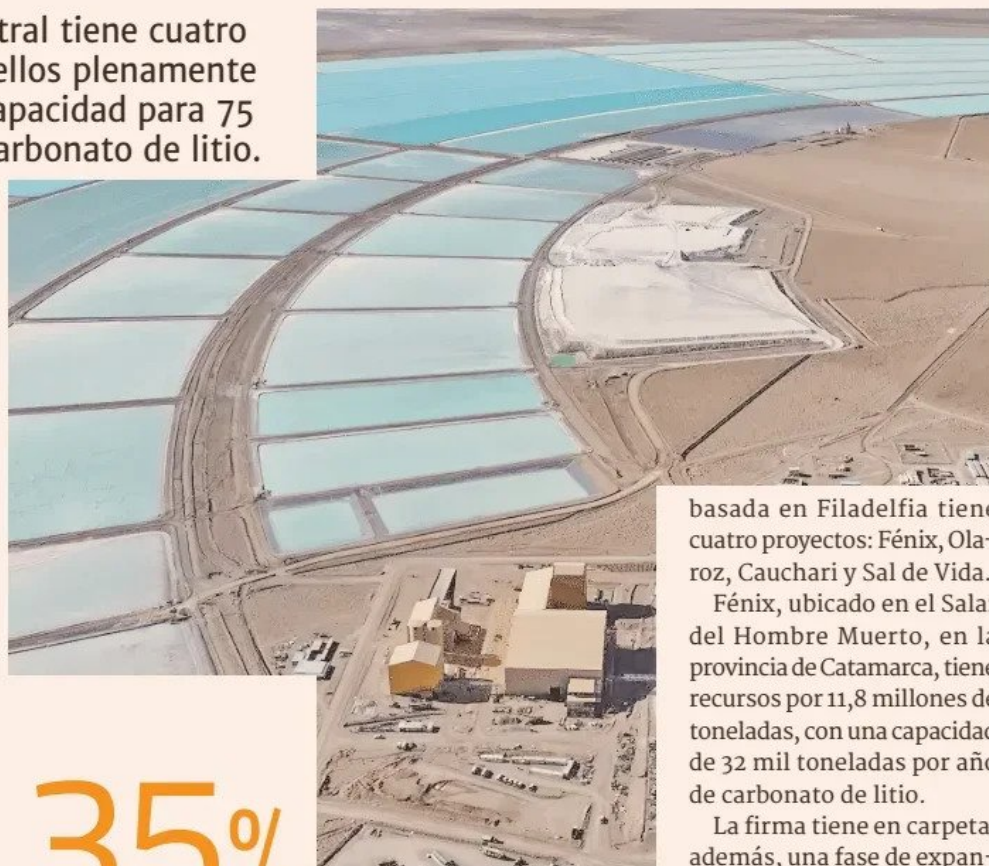 tral tiene cuatro
ellos plenamente
apacidad para 75
arbonato de litio.
35%
basada en Filadelfia tiene
cuatro proyectos: Fénix, Ola-
roz, Cauchari y Sal de Vida.
Fénix, ubicado en el Salar
del Hombre Muerto, en la
provincia de Catamarca, tiene
recursos por 11,8 millones de
toneladas, con una capacidad
de 32 mil toneladas por año
de carbonato de litio.
La firma tiene en carpeta,
además, una fase de expan-